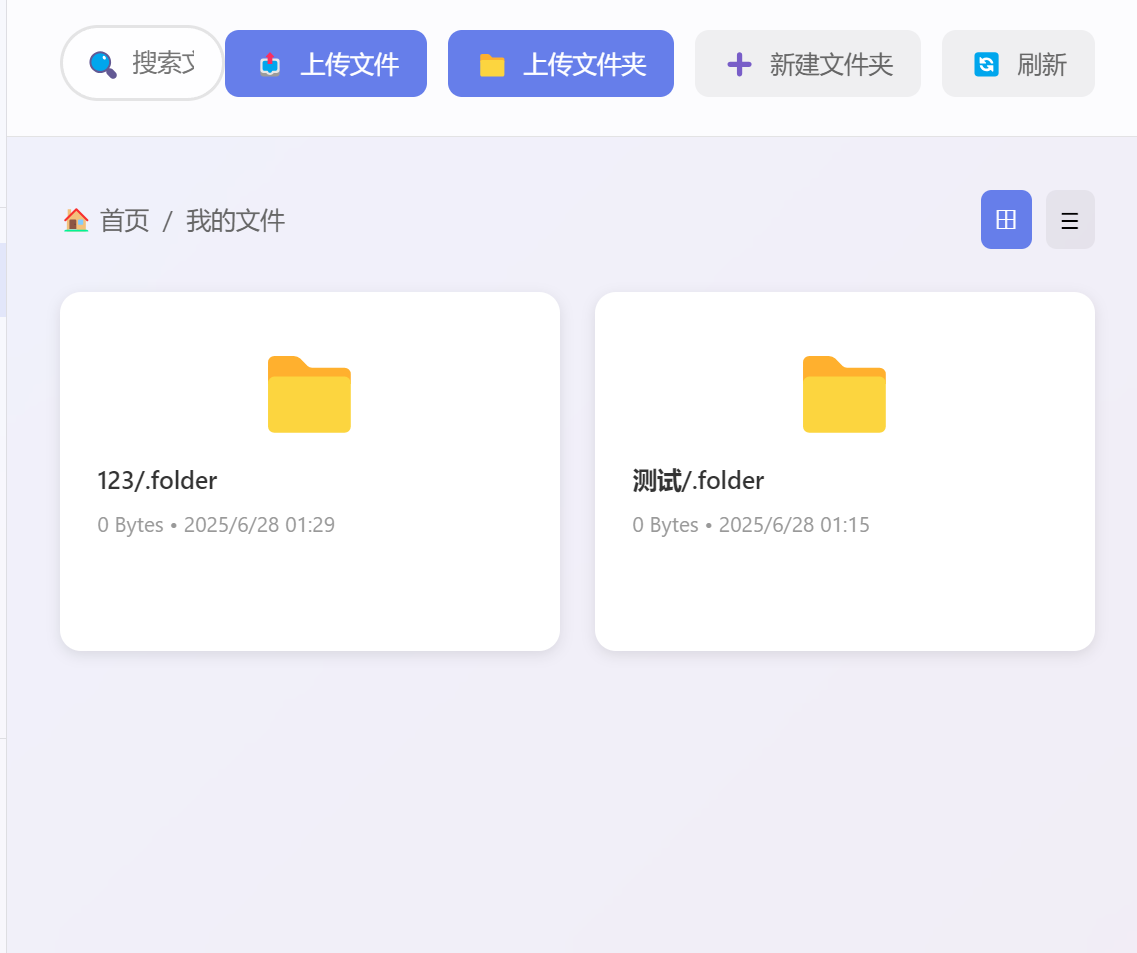 搜索文
上传文件
上传文件夹
新建文件夹
刷新
首页 / 我的文件
123/.folder
0 Bytes • 2025/6/28 01:29
测试/.folder
0 Bytes • 2025/6/28 01:15